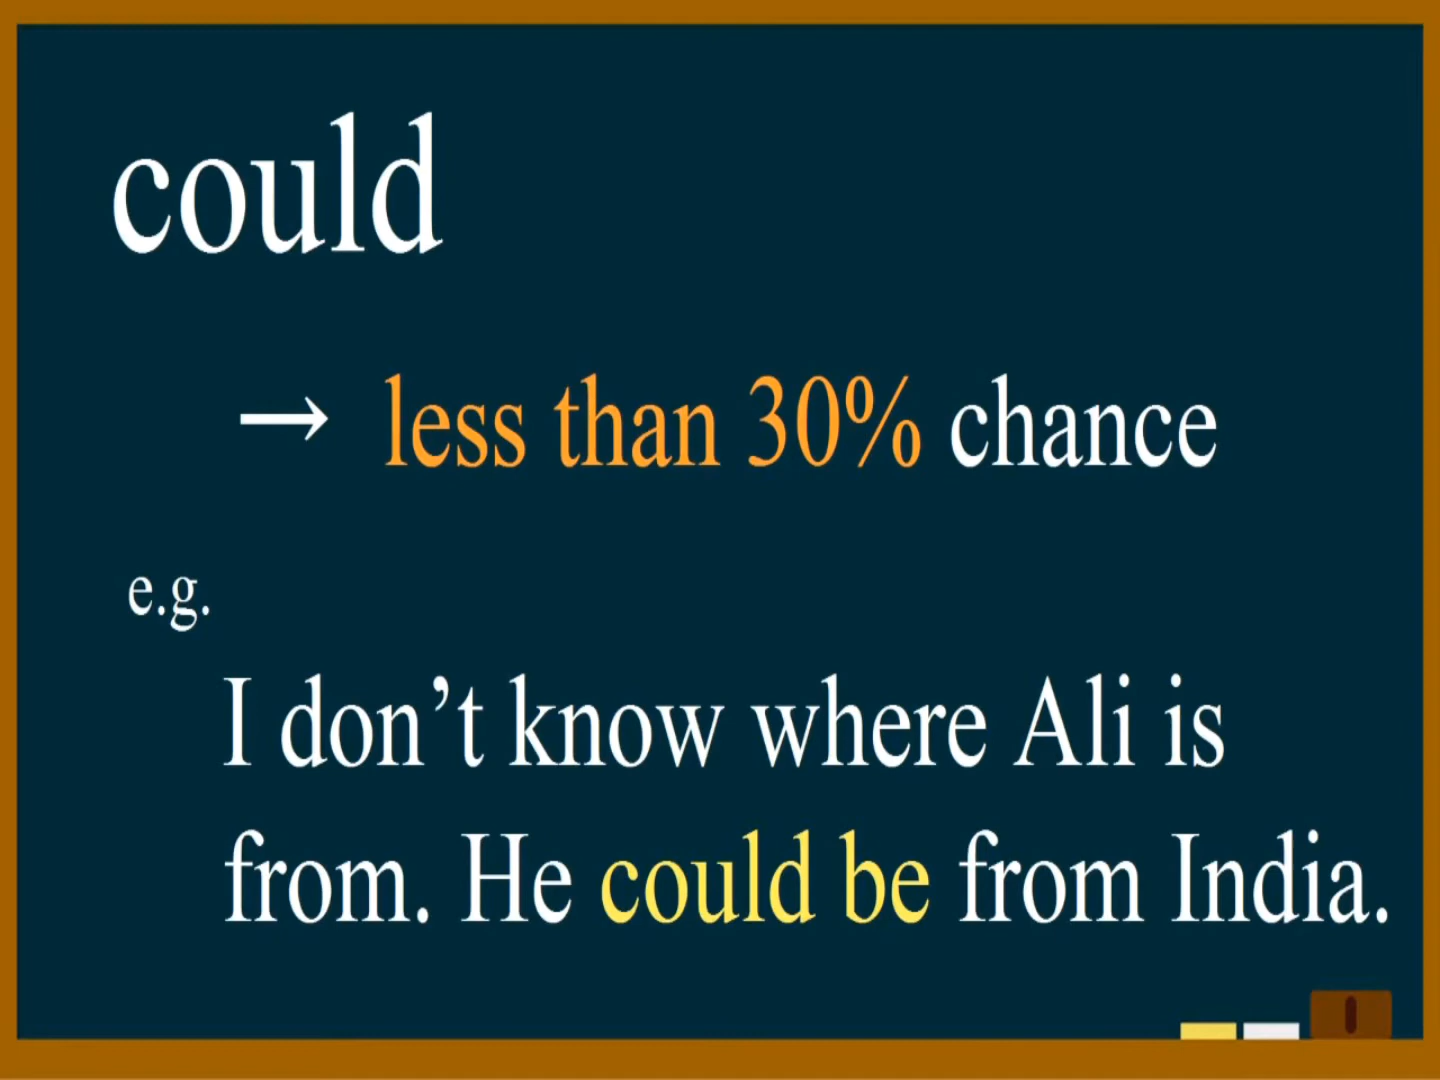 could
→ less than 30% chance
e.g.
I don’t know where Ali is
from. He could be from India.